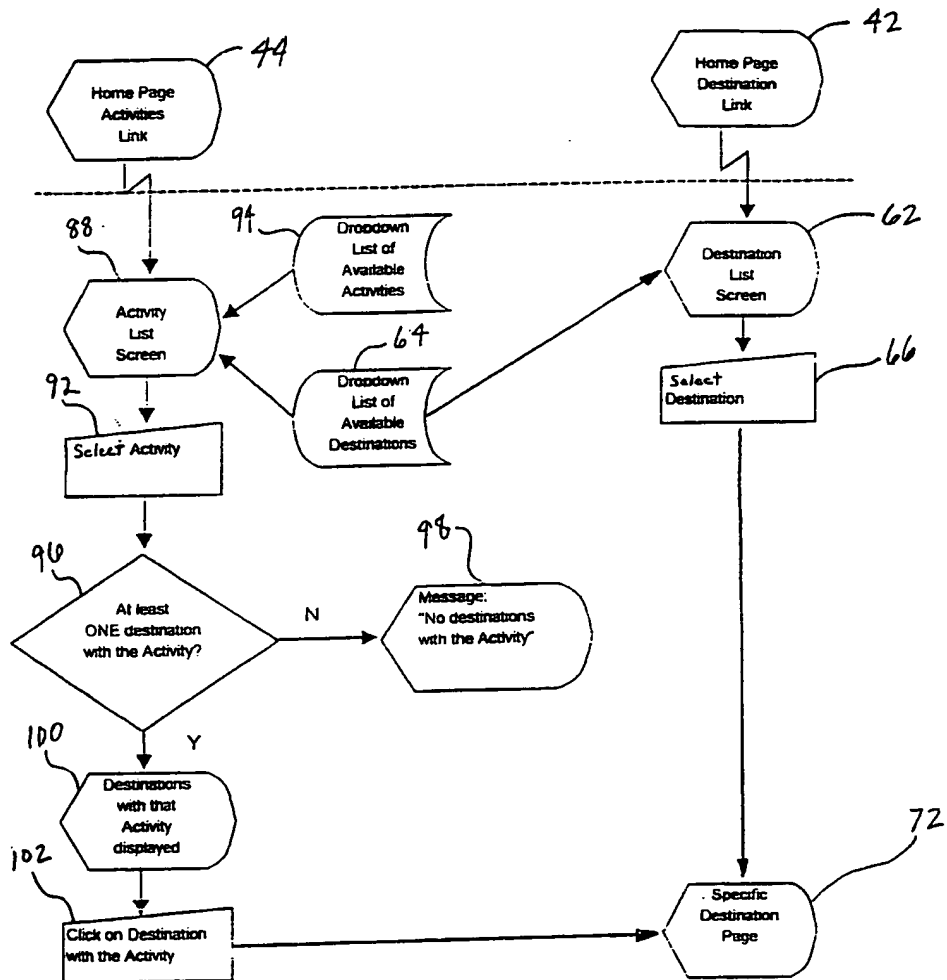 44
Home Page
Activities
Link
42
Home Page
Destination
Link
88
Activity
List
Screen
94
Dropdown
List of
Available
Activities
62
Destination
List
Screen
64
Dropdown
List of
Available
Destinations
66
Select
Destination
92
Select Activity
96
At least
ONE destination
with the Activity?
N
98
Message:
"No destinations
with the Activity"
Y
100
Destinations
with that
Activity
displayed
102
Click on Destination
with the Activity
72
Specific
Destination
Page